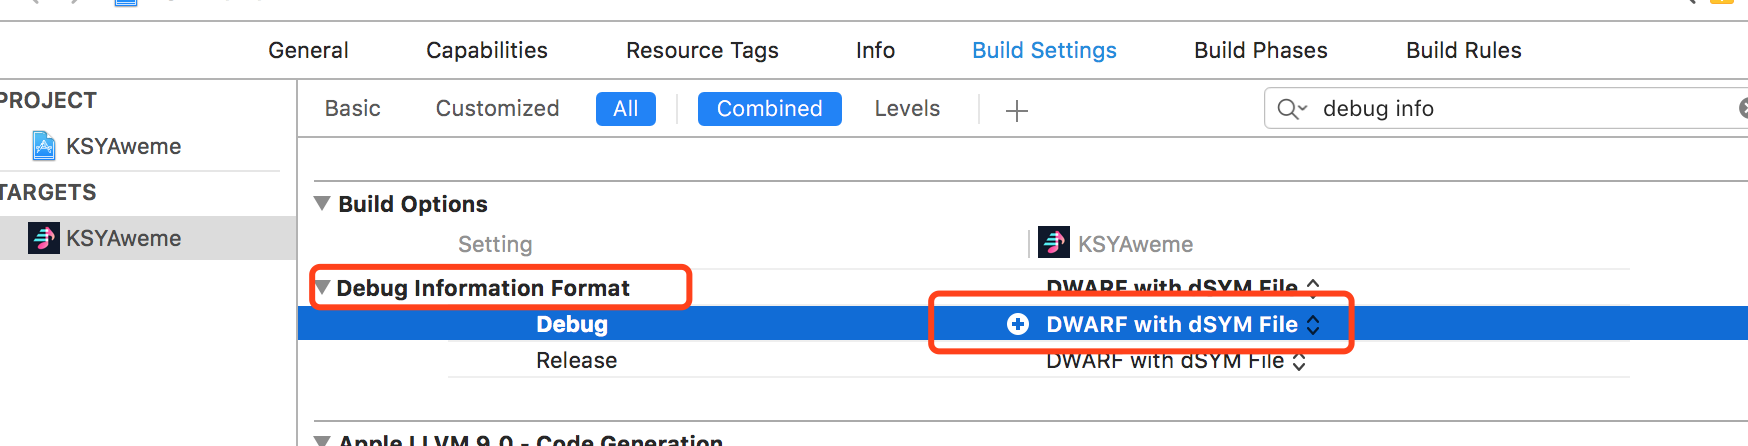 General Capabilities Resource Tags Info Build Settings Build Phases Build Rules
PROJECT
Basic Customized All Combined Levels debug info
KSYAweme
TARGETS
Build Options
KSYAweme
Setting KSYAweme
Debug Information Format DWARF with dSYM File
Debug DWARF with dSYM File
Release DWARF with dSYM File
Apple LLVM 9.0 - Code Generation